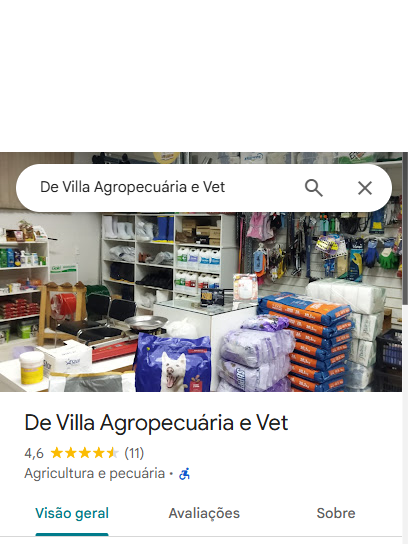 De Villa Agropecuária e Vet
De Villa Agropecuária e Vet
4,6 (11)
Agricultura e pecuária ·
Visão geral
Avaliações
Sobre